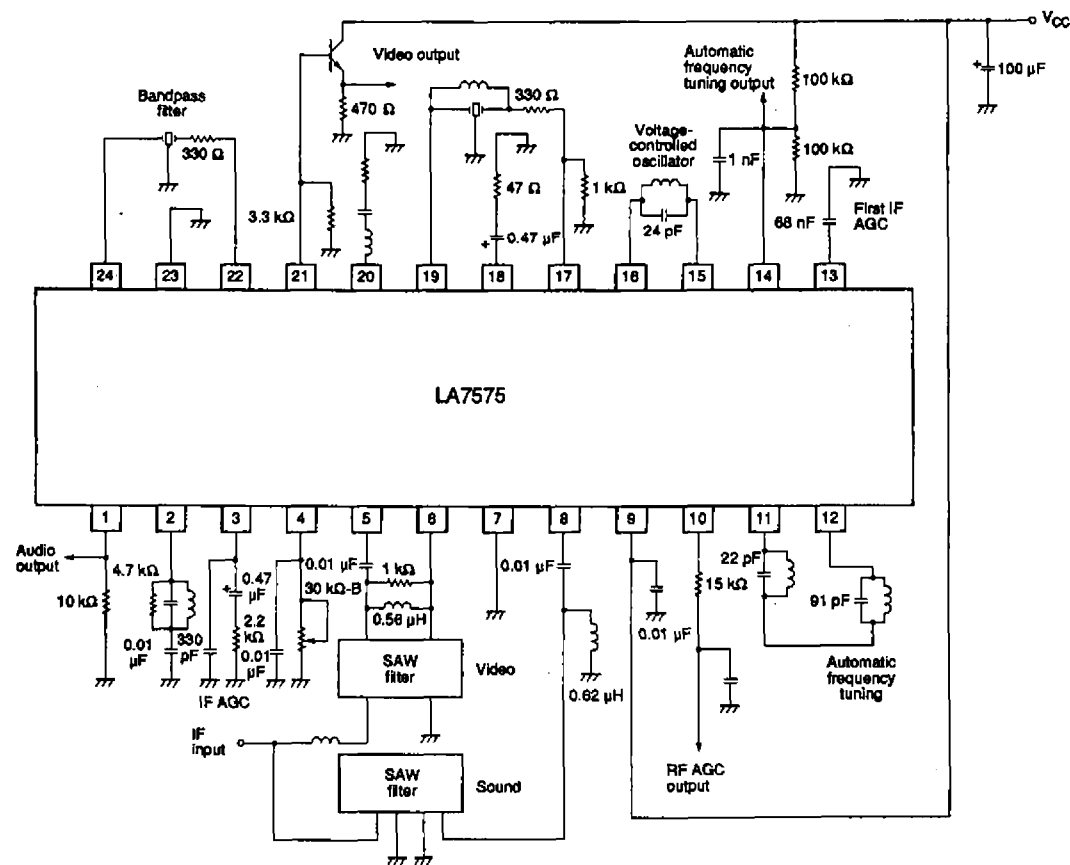 VCC
Video output
Automatic
frequency
tuning output
100 kΩ
100 µF
+
Bandpass
filter
330 Ω
470 Ω
330 Ω
Voltage-
controlled
oscillator
1 nF
100 kΩ
3.3 kΩ
47 Ω
1 kΩ
0.47 µF
+
24 pF
68 nF
First IF
AGC
24
23
22
21
20
19
18
17
16
15
14
13
LA7575
1
2
3
4
5
6
7
8
9
10
11
12
Audio
output
4.7 kΩ
10 kΩ
0.01
µF
330
pF
+
0.47
µF
2.2
kΩ
0.01
µF
IF AGC
0.01
µF
30 kΩ-B
1 kΩ
0.56 µH
0.01 µF
0.62 µH
0.01 µF
15 kΩ
22 pF
91 pF
Automatic
frequency
tuning
SAW
filter
Video
IF
input
SAW
filter
Sound
RF AGC
output